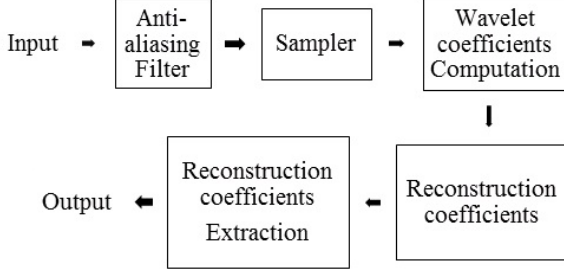 Input
Anti-
aliasing
Filter
Sampler
Wavelet
coefficients
Computation
Reconstruction
coefficients
Reconstruction
coefficients
Extraction
Output